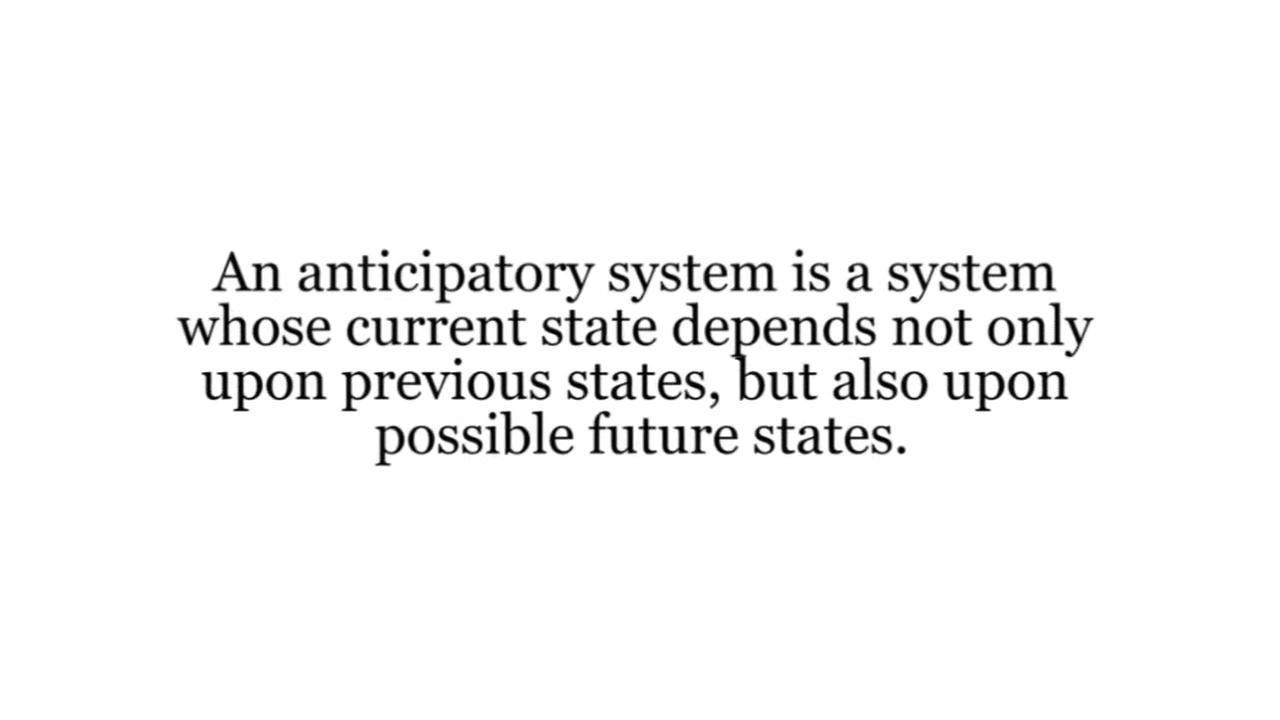 An anticipatory system is a system
whose current state depends not only
upon previous states, but also upon
possible future states.